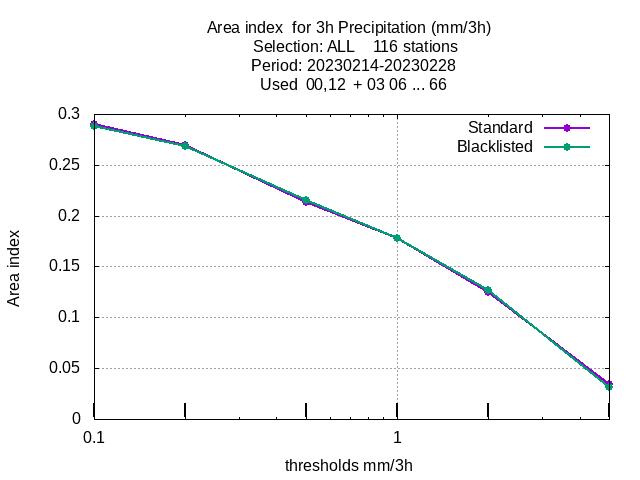 Area index  for 3h Precipitation (mm/3h)
Selection: ALL    116 stations
Period: 20230214-20230228
Used  00,12 + 03 06 ... 66
Standard
Blacklisted
0.3
0.25
0.2
0.15
0.1
0.05
0
Area index
0.1 1
thresholds mm/3h